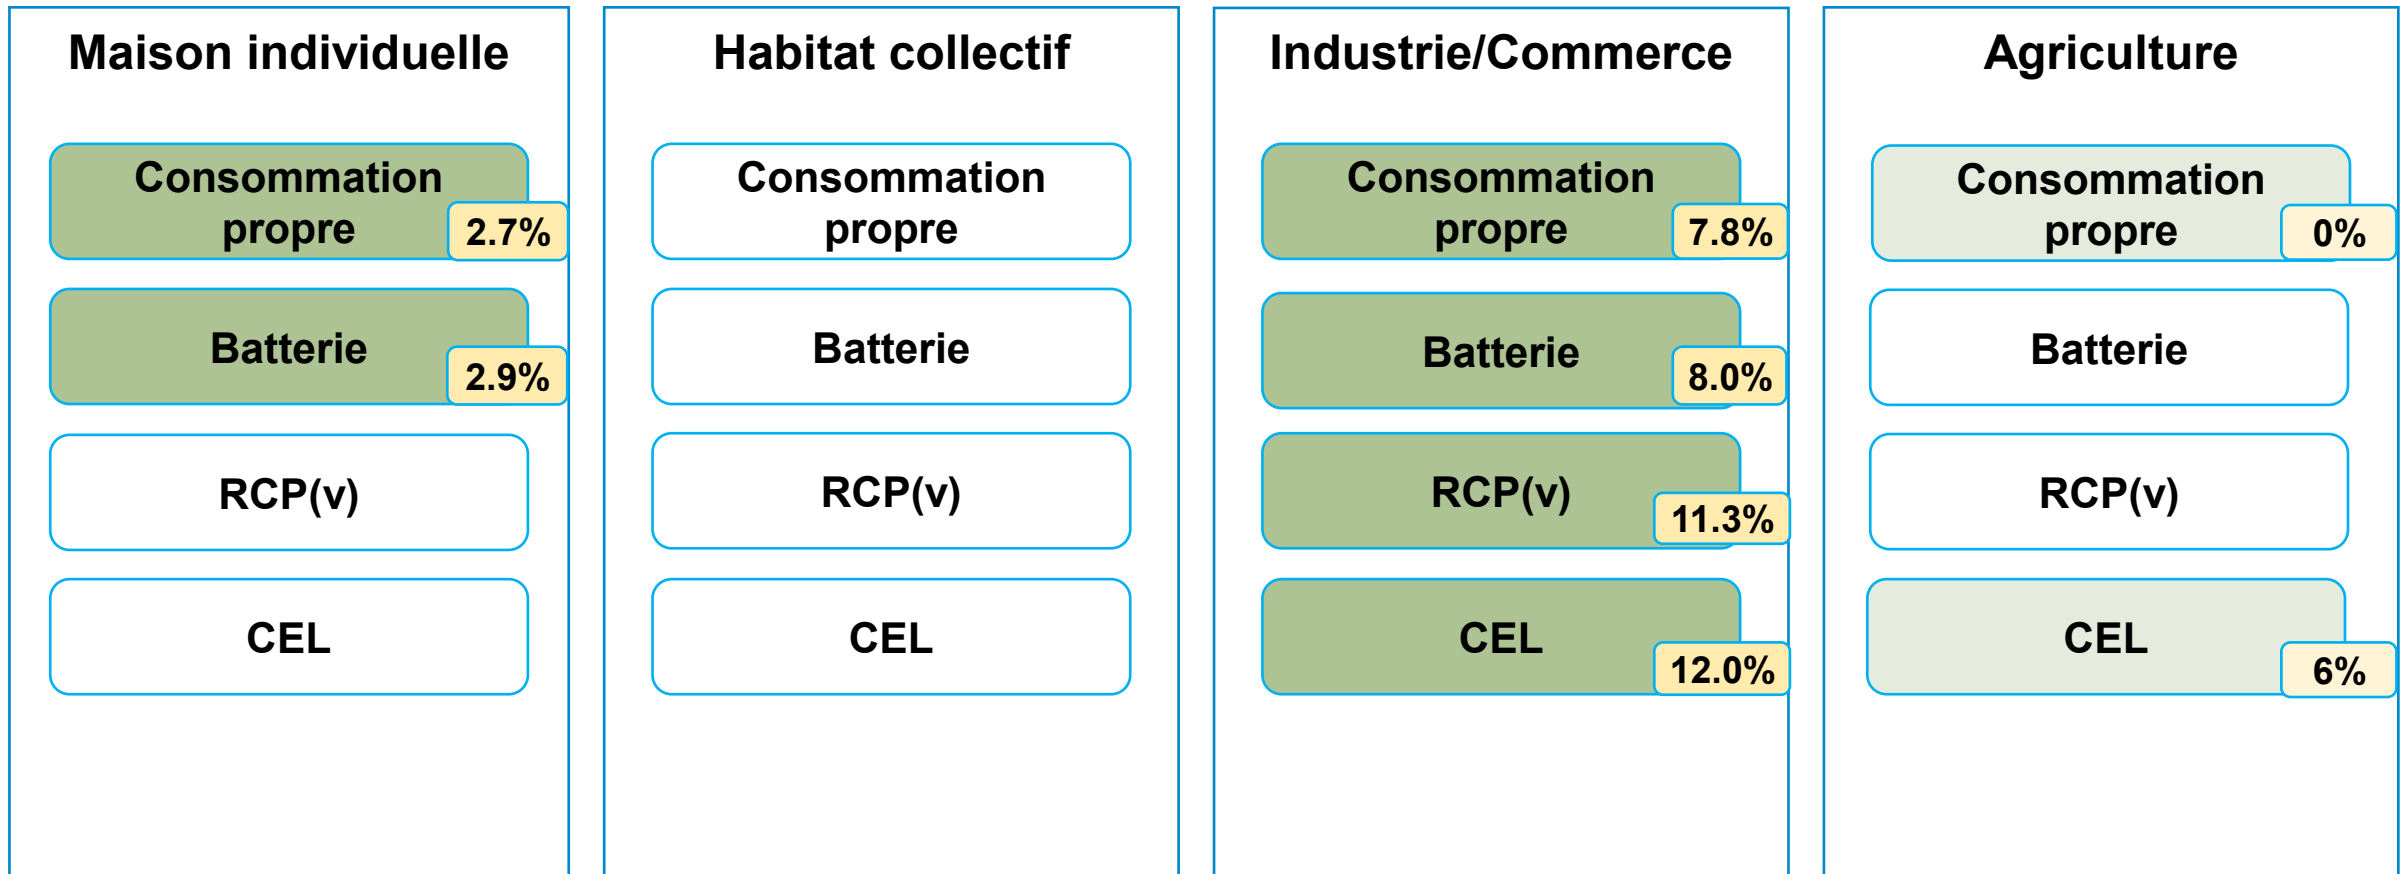 Maison individuelle
Consommation
propre
2.7%
Batterie
2.9%
RCP(v)
CEL
Habitat collectif
Consommation
propre
Batterie
RCP(v)
CEL
Industrie/Commerce
Consommation
propre
7.8%
Batterie
8.0%
RCP(v)
11.3%
CEL
12.0%
Agriculture
Consommation
propre
0%
Batterie
RCP(v)
CEL
6%